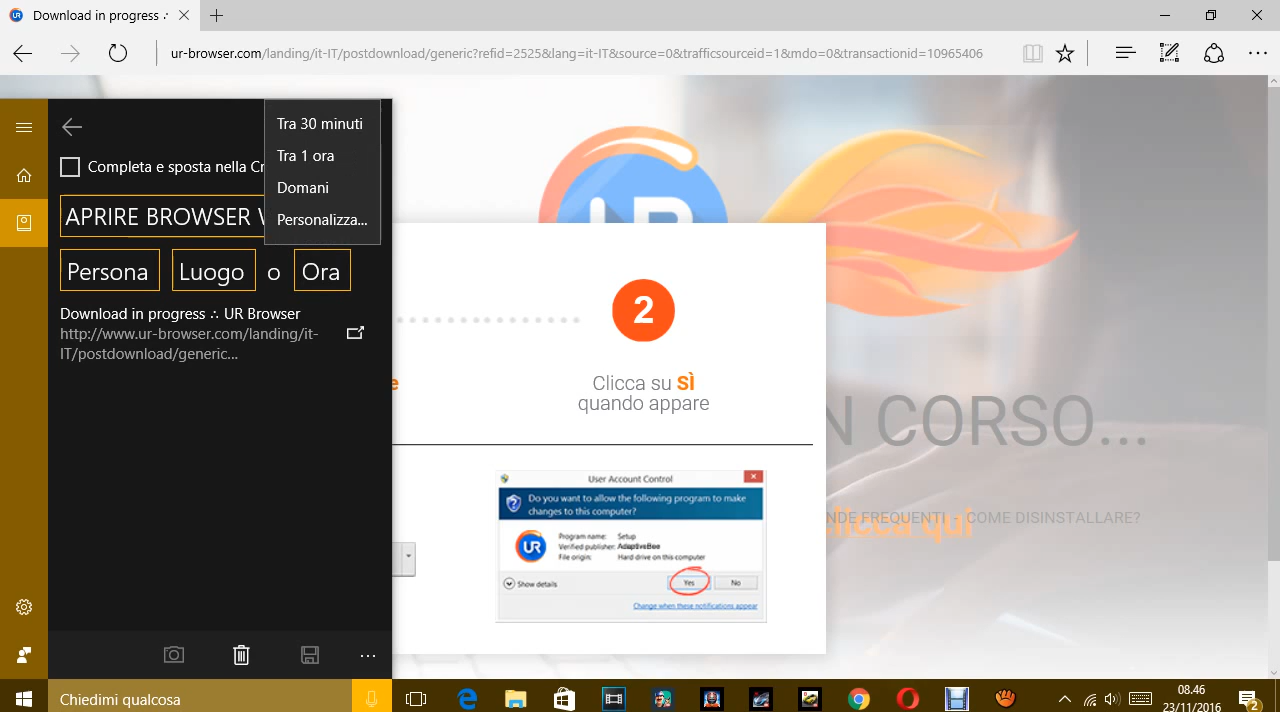 Download in progress ∴
ur-browser.com/landing/it-IT/postdownload/generic?refid=2525&lang=it-IT&source=0&trafficsourceid=1&mdo=0&transactionid=10965406
Tra 30 minuti
Tra 1 ora
Domani
Personalizza...
Completa e sposta nella
APRIRE BROWSER
Persona
Luogo
o
Ora
Download in progress ∴ UR Browser
http://www.ur-browser.com/landing/it-
IT/postdownload/generic...
UR
2
Clicca su SÌ
quando appare
N CORSO...
NDE FREQUENTI - COME DISINSTALLARE?
clicca qui
User Account Control
Do you want to allow the following program to make
changes to this computer?
UR
Program name: Setup
Verified publisher: AdaptiveBee
File origin: Hard drive on this computer
Show details
Yes
No
Change when these notifications appear
Chiedimi qualcosa
08.46
23/11/2016
2